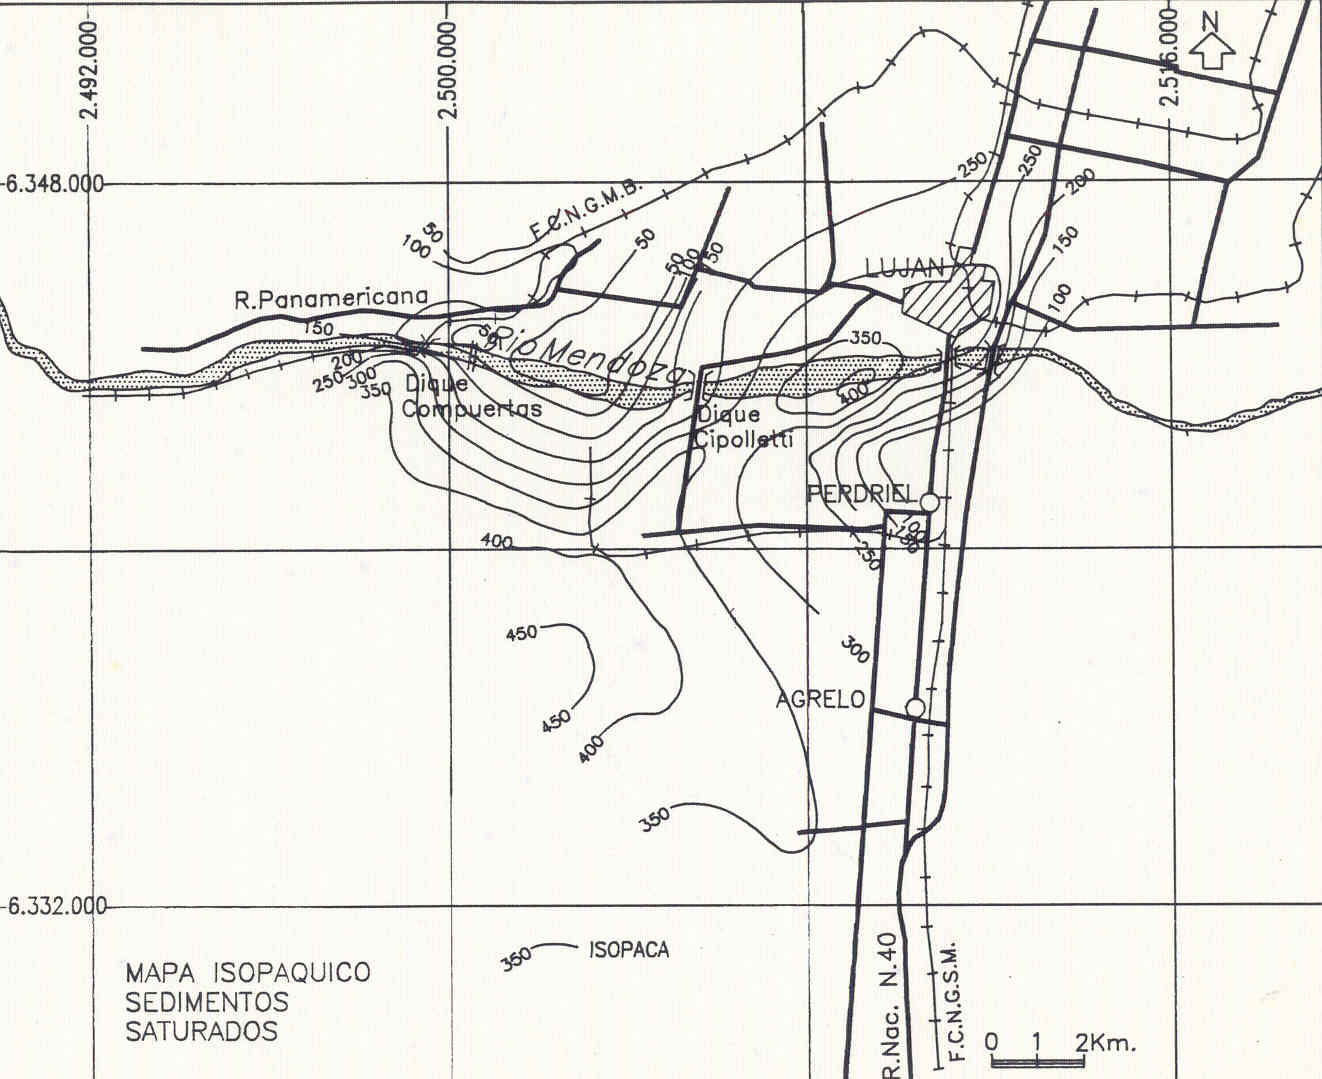 2.492.000
2.500.000
2.516.000
N
6.348.000
F.C.N.G.M.B.
50
100
50
50
100
150
250
250
200
150
100
LUJAN
R.Panamericana
150
50
Rio Mendoza
200
250
300
350
350
400
Dique
Compuertas
Dique
Cipolletti
PERDRIEL
100
250
400
450
300
AGRELO
450
400
350
6.332.000
350 ISOPACA
MAPA ISOPAQUICO
SEDIMENTOS
SATURADOS
R.Nac. N.40
F.C.N.G.S.M.
0 1 2Km.